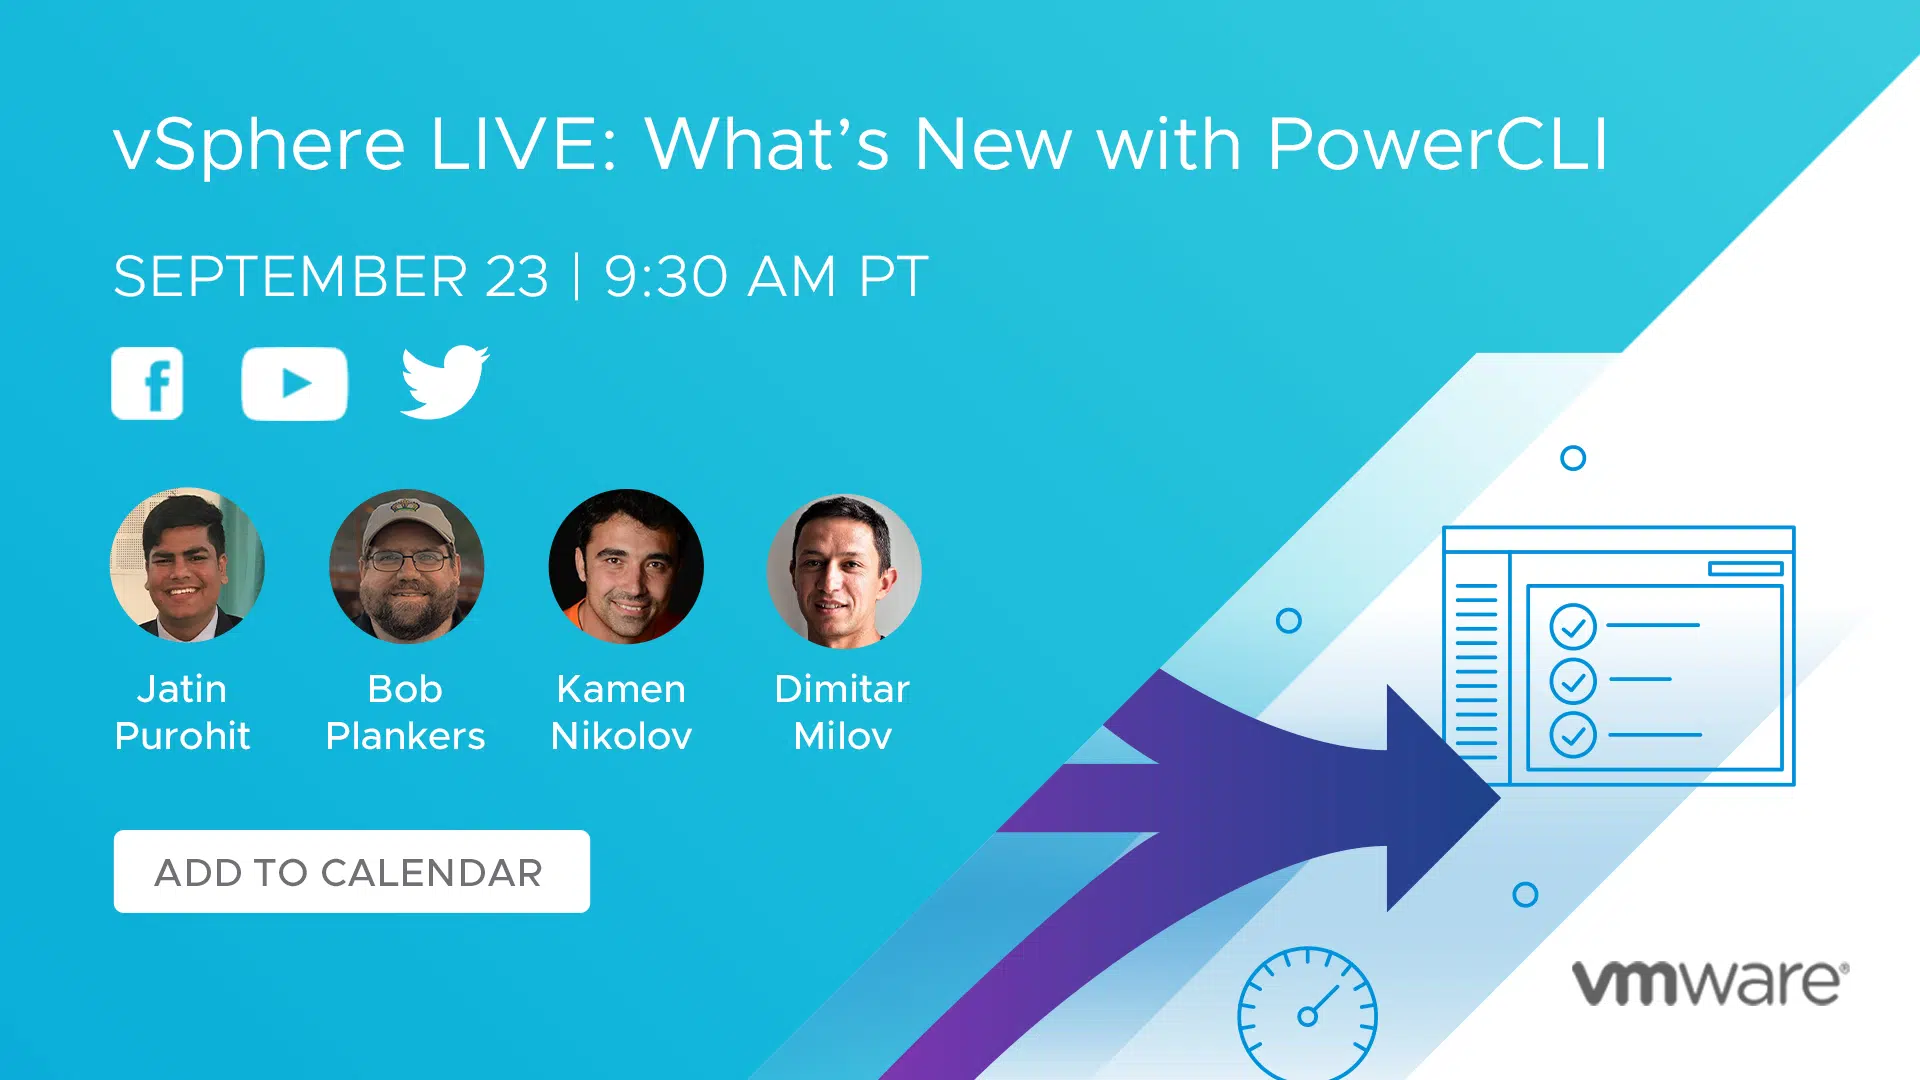 vSphere LIVE: What’s New with PowerCLI
SEPTEMBER 23 | 9:30 AM PT
Jatin
Purohit
Bob
Plankers
Kamen
Nikolov
Dimitar
Milov
ADD TO CALENDAR
vmware®